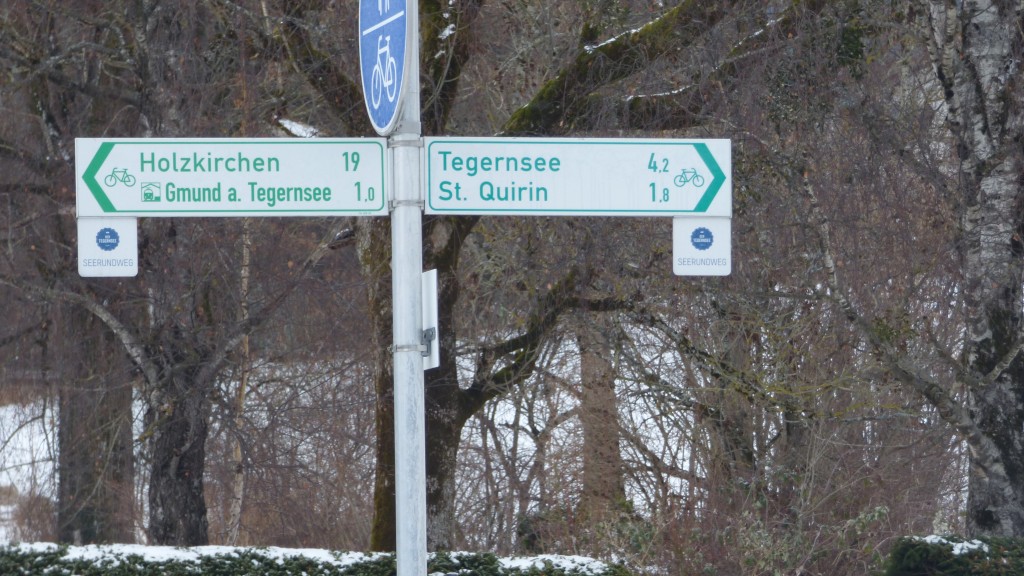 Holzkirchen 19
Gmund a. Tegernsee 1,0
Tegernsee 4,2
St. Quirin 1,8
SEERUNDWEG
SEERUNDWEG